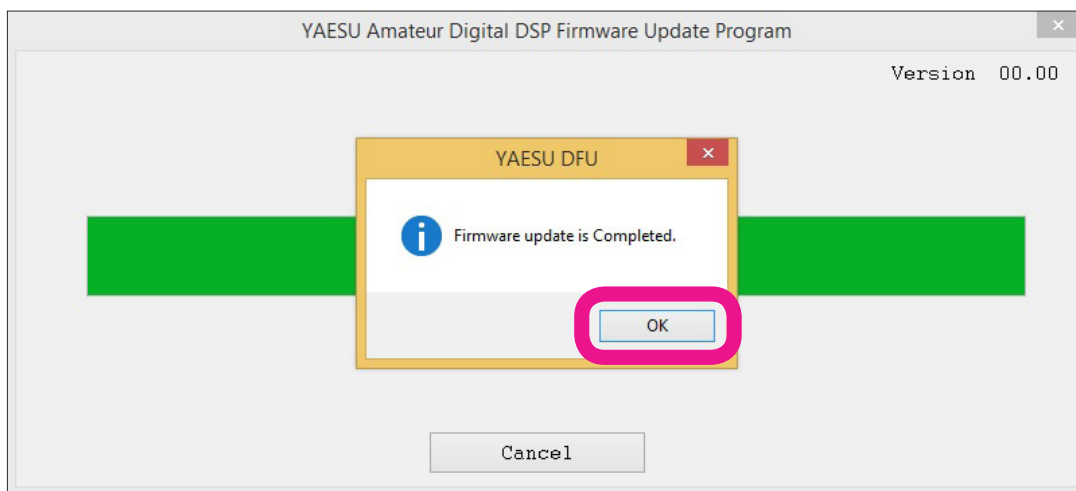 YAESU Amateur Digital DSP Firmware Update Program
Version 00.00
YAESU DFU
Firmware update is Completed.
OK
Cancel